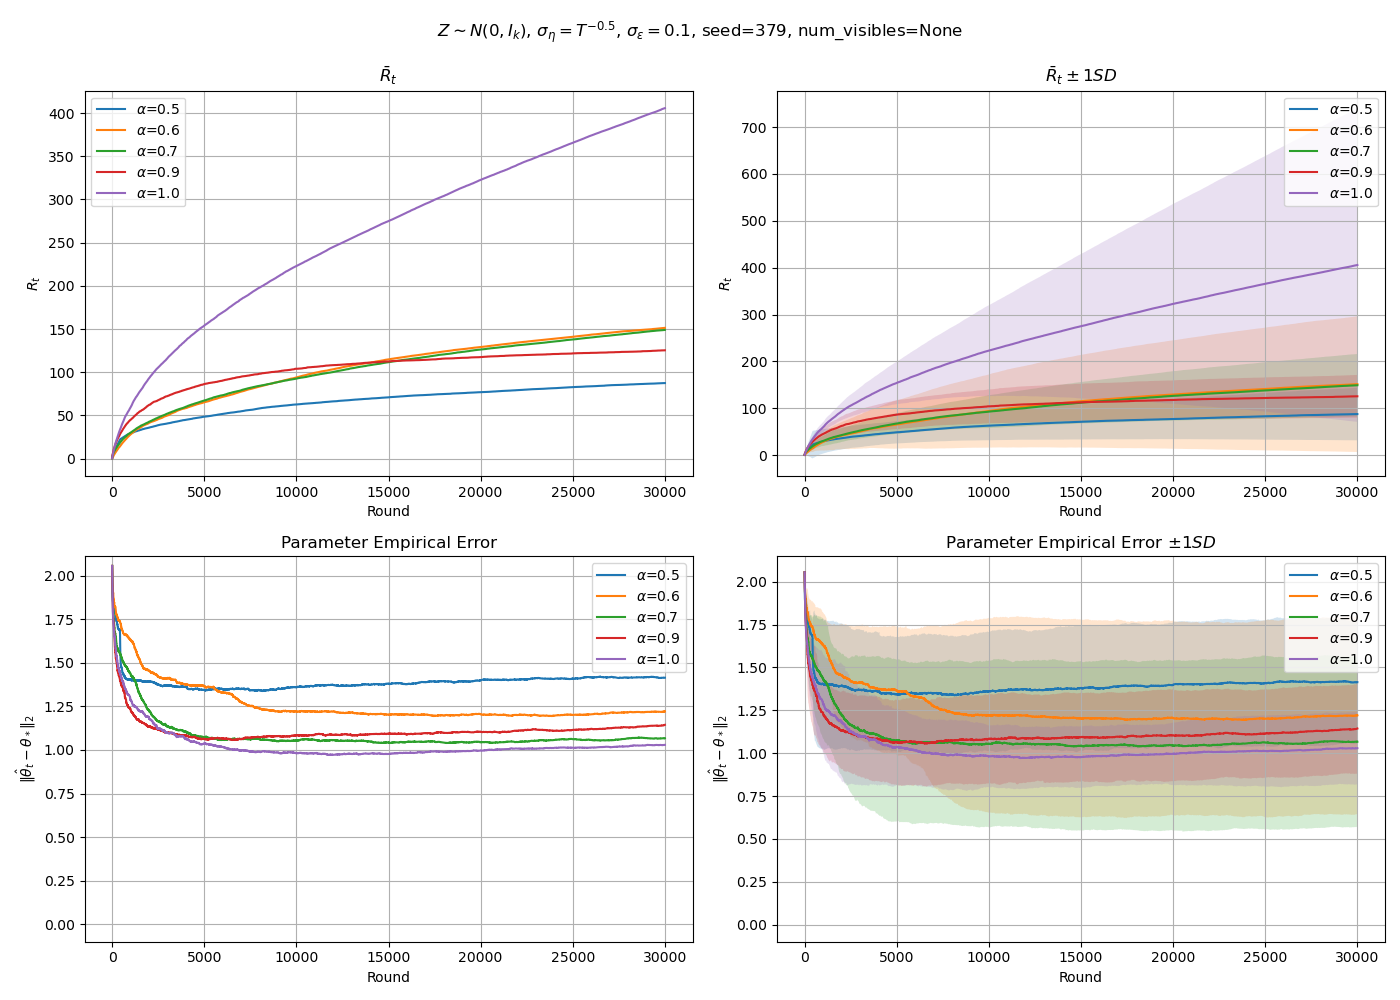 Z ∼ N(0, I_k), σ_η = T^{−0.5}, σ_ε = 0.1, seed=379, num_visibles=None
R̄_t
α=0.5
α=0.6
α=0.7
α=0.9
α=1.0
400
350
300
250
200
150
100
50
0
R_t
0 5000 10000 15000 20000 25000 30000
Round
R̄_t ± 1SD
α=0.5
α=0.6
α=0.7
α=0.9
α=1.0
700
600
500
400
300
200
100
0
R_t
0 5000 10000 15000 20000 25000 30000
Round
Parameter Empirical Error
α=0.5
α=0.6
α=0.7
α=0.9
α=1.0
2.00
1.75
1.50
1.25
1.00
0.75
0.50
0.25
0.00
‖θ̂_t − θ_*‖_2
0 5000 10000 15000 20000 25000 30000
Round
Parameter Empirical Error ±1SD
α=0.5
α=0.6
α=0.7
α=0.9
α=1.0
2.00
1.75
1.50
1.25
1.00
0.75
0.50
0.25
0.00
‖θ̂_t − θ_*‖_2
0 5000 10000 15000 20000 25000 30000
Round